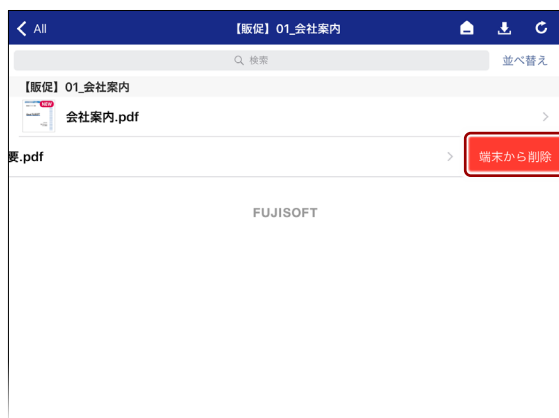 All 【販促】01_会社案内
検索 並べ替え
【販促】01_会社案内
NEW
会社案内.pdf
要.pdf 端末から削除
FUJISOFT